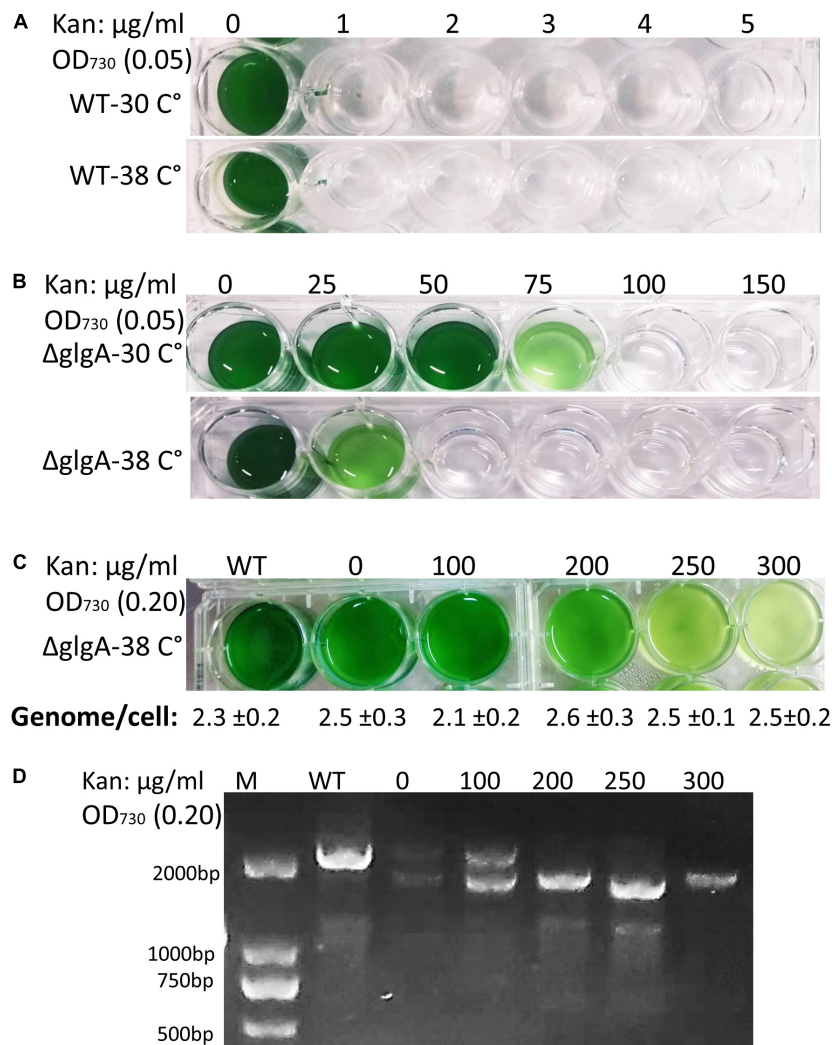 A Kan: µg/ml 0 1 2 3 4 5
OD730 (0.05)
WT-30 C°
WT-38 C°
B Kan: µg/ml 0 25 50 75 100 150
OD730 (0.05)
ΔglgA-30 C°
ΔglgA-38 C°
C Kan: µg/ml WT 0 100 200 250 300
OD730 (0.20)
ΔglgA-38 C°
Genome/cell: 2.3 ±0.2 2.5 ±0.3 2.1 ±0.2 2.6 ±0.3 2.5 ±0.1 2.5±0.2
D Kan: µg/ml M WT 0 100 200 250 300
OD730 (0.20)
2000bp
1000bp
750bp
500bp